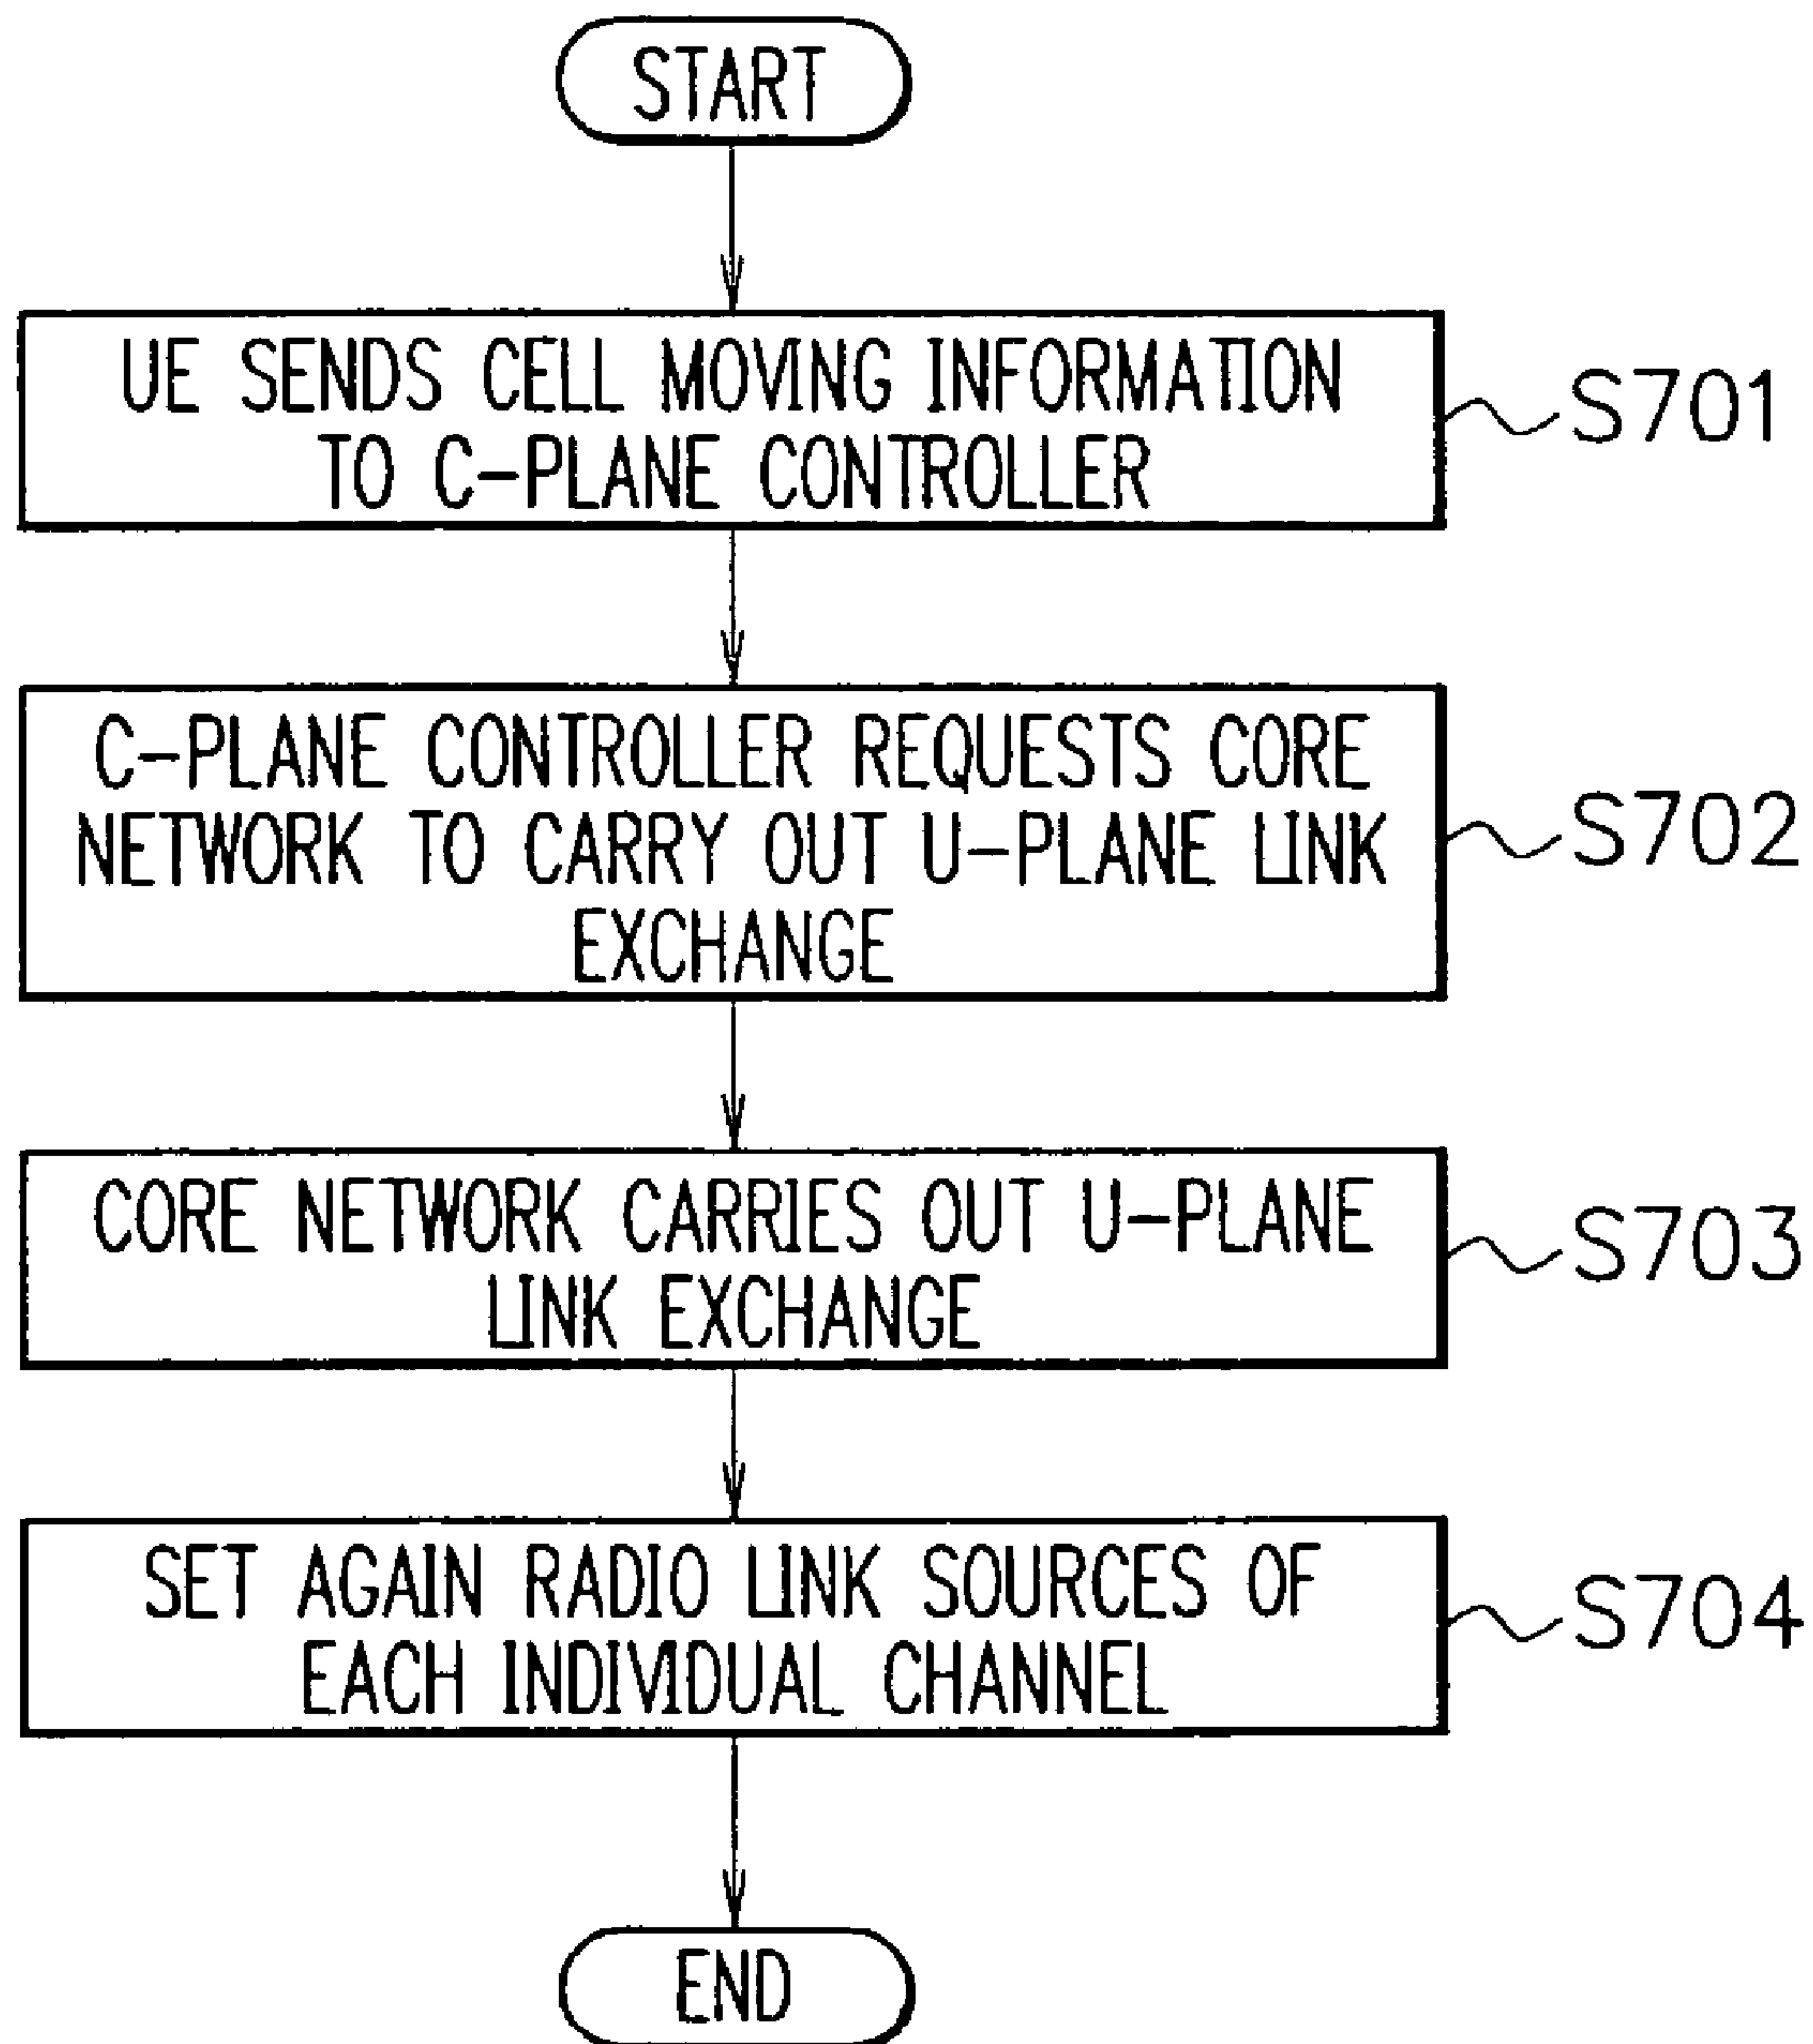 START
UE SENDS CELL MOVING INFORMATION
TO C-PLANE CONTROLLER
S701
C-PLANE CONTROLLER REQUESTS CORE
NETWORK TO CARRY OUT U-PLANE LINK
EXCHANGE
S702
CORE NETWORK CARRIES OUT U-PLANE
LINK EXCHANGE
S703
SET AGAIN RADIO LINK SOURCES OF
EACH INDIVIDUAL CHANNEL
S704
END